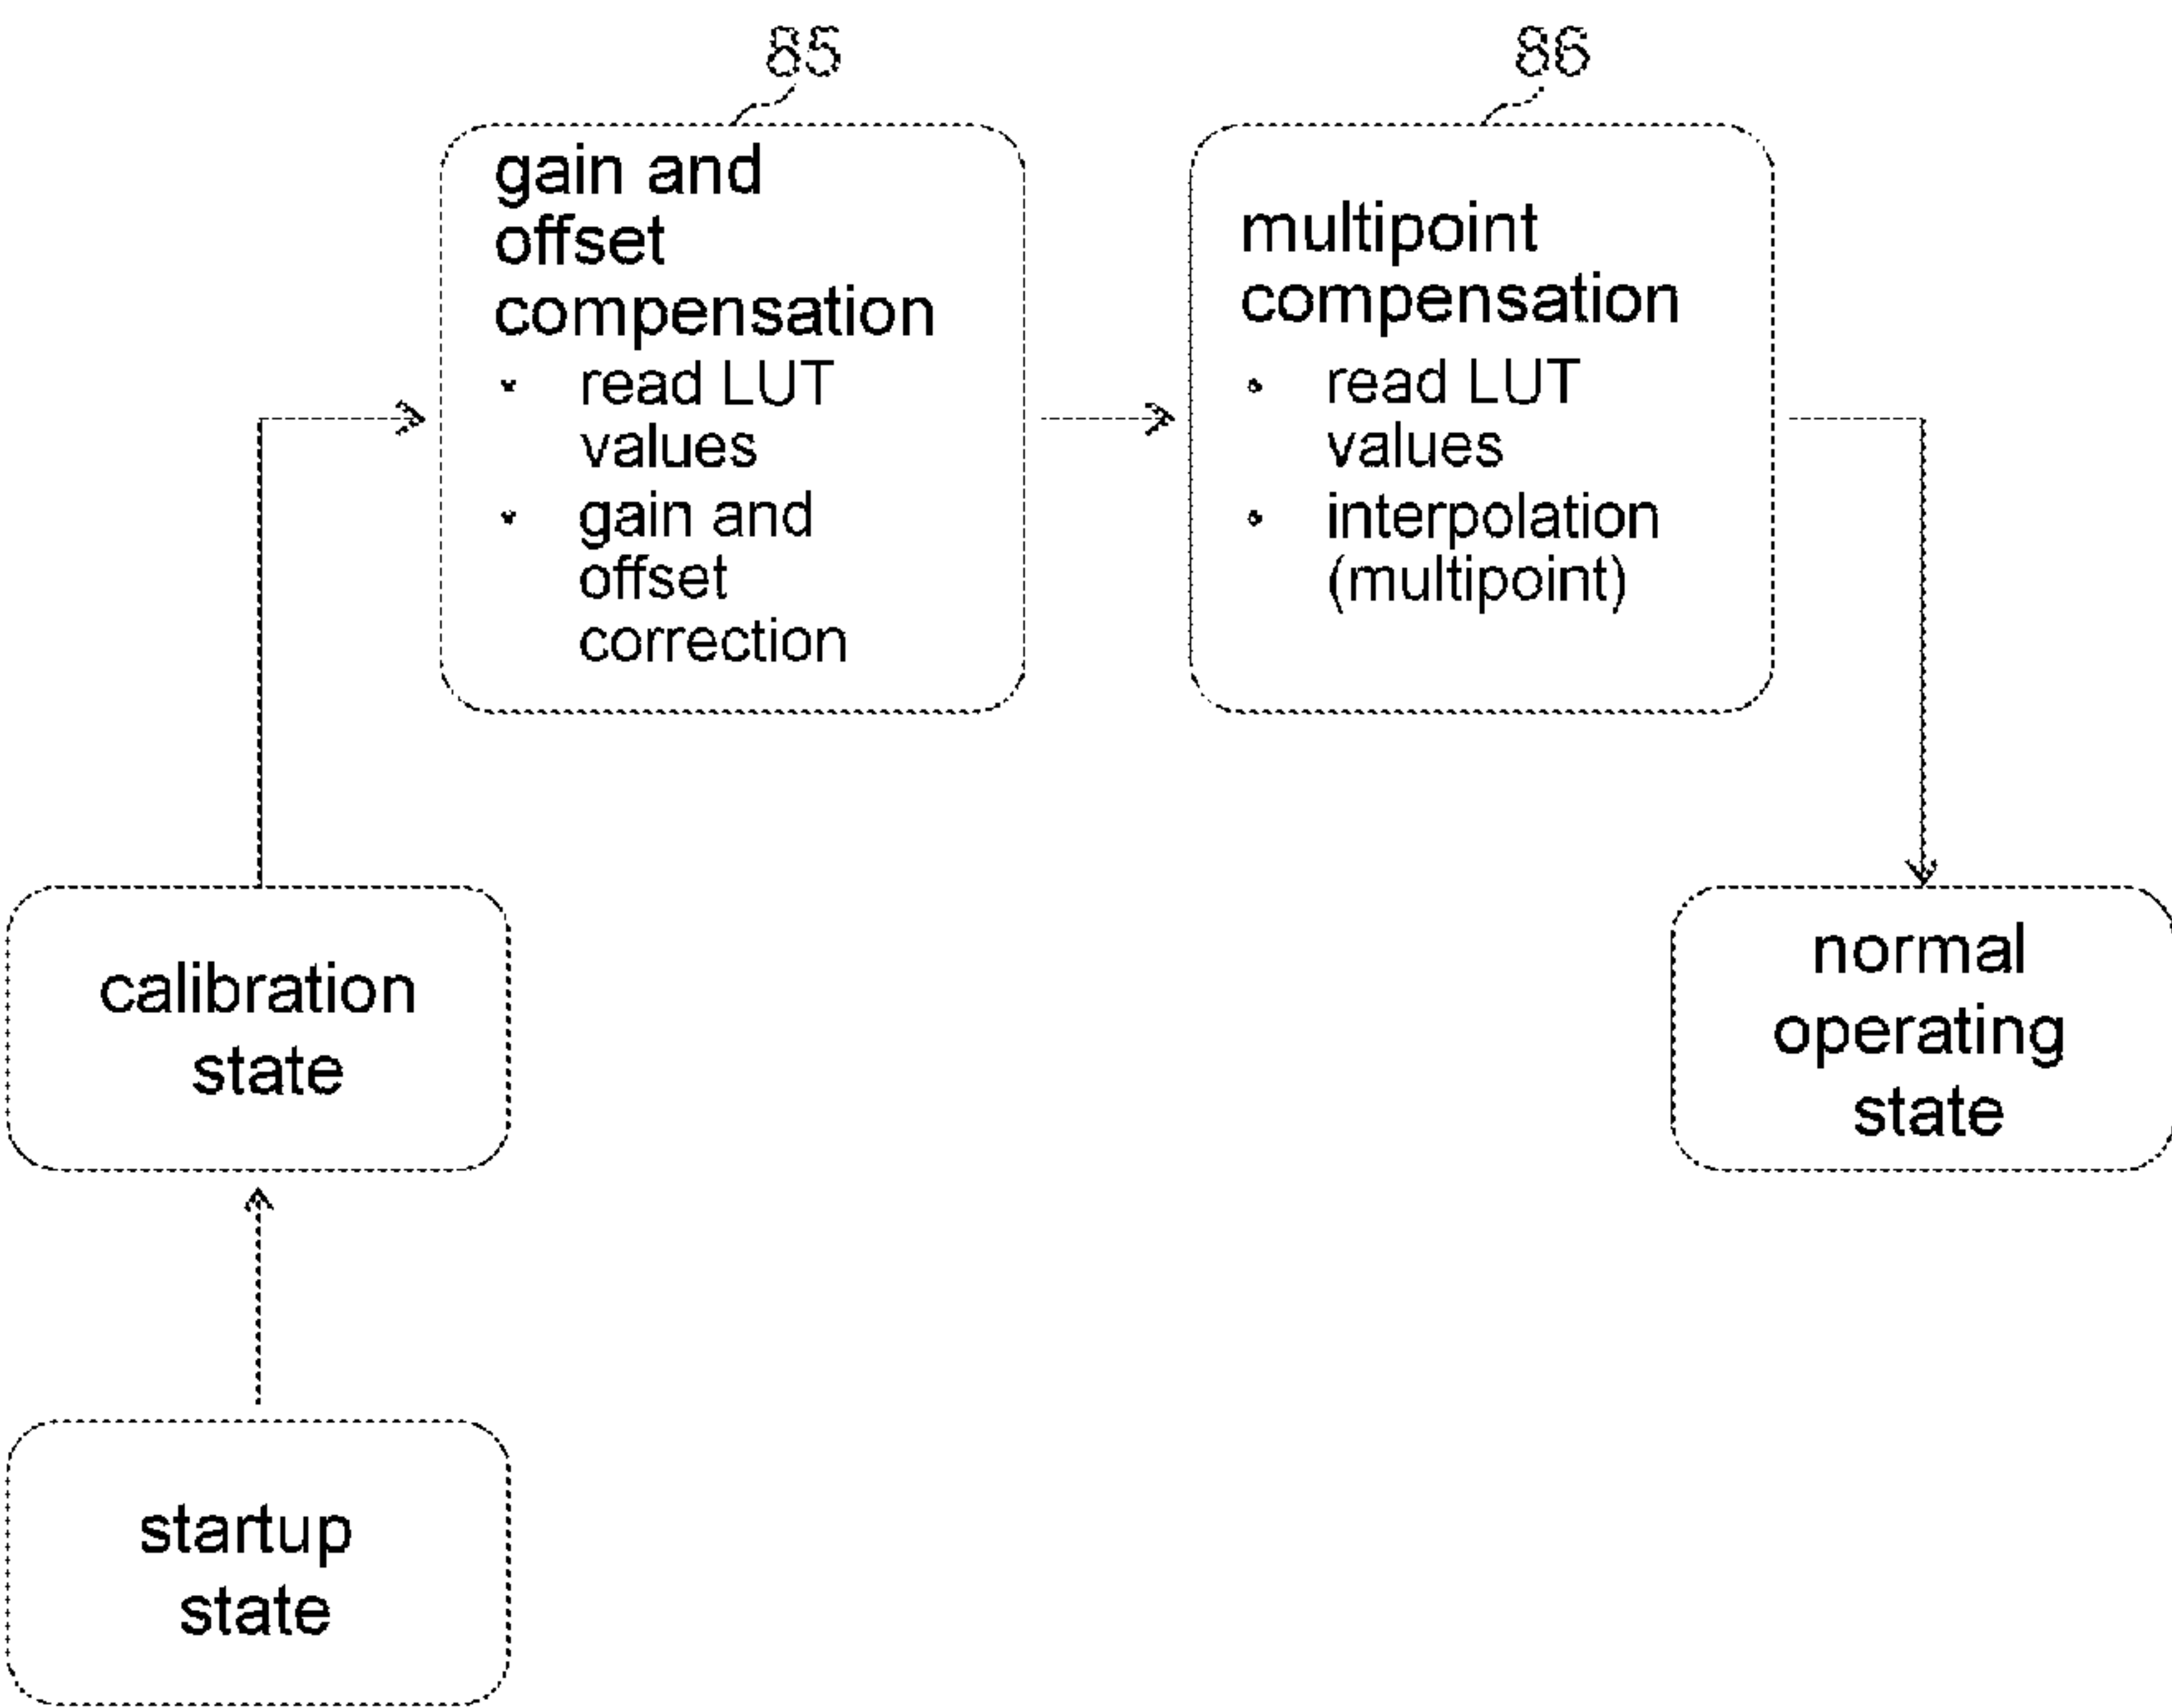 85
86
gain and
offset
compensation
• read LUT
values
• gain and
offset
correction
multipoint
compensation
• read LUT
values
• interpolation
(multipoint)
calibration
state
normal
operating
state
startup
state